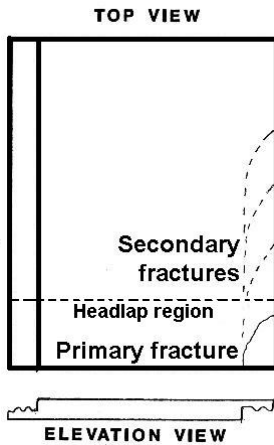 TOP VIEW
Secondary
fractures
Headlap region
Primary fracture
ELEVATION VIEW